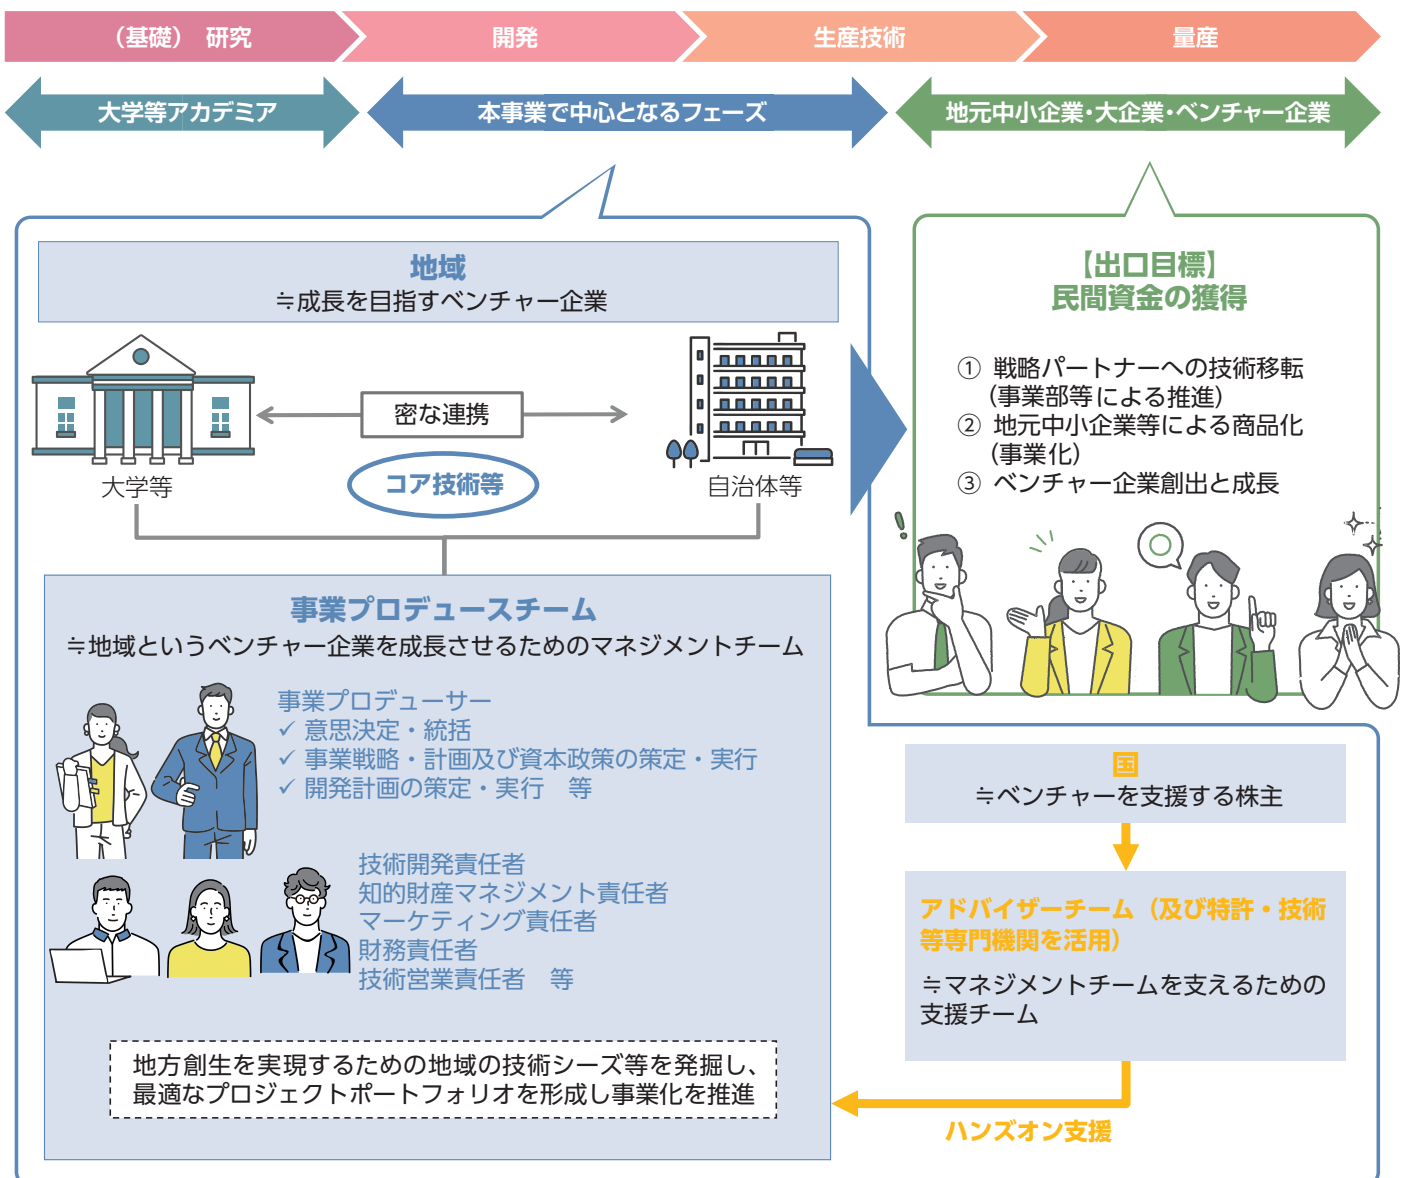 （基礎） 研究
開発
生産技術
量産
大学等アカデミア
本事業で中心となるフェーズ
地元中小企業・大企業・ベンチャー企業
地域
≒成長を目指すベンチャー企業
密な連携
コア技術等
大学等
自治体等
事業プロデュースチーム
≒地域というベンチャー企業を成長させるためのマネジメントチーム
事業プロデューサー
✓ 意思決定・統括
✓ 事業戦略・計画及び資本政策の策定・実行
✓ 開発計画の策定・実行　等
技術開発責任者
知的財産マネジメント責任者
マーケティング責任者
財務責任者
技術営業責任者　等
地方創生を実現するための地域の技術シーズ等を発掘し、
最適なプロジェクトポートフォリオを形成し事業化を推進
【出口目標】
民間資金の獲得
① 戦略パートナーへの技術移転
（事業部等による推進）
② 地元中小企業等による商品化
（事業化）
③ ベンチャー企業創出と成長
国
≒ベンチャーを支援する株主
アドバイザーチーム（及び特許・技術
等専門機関を活用）
≒マネジメントチームを支えるための
支援チーム
ハンズオン支援